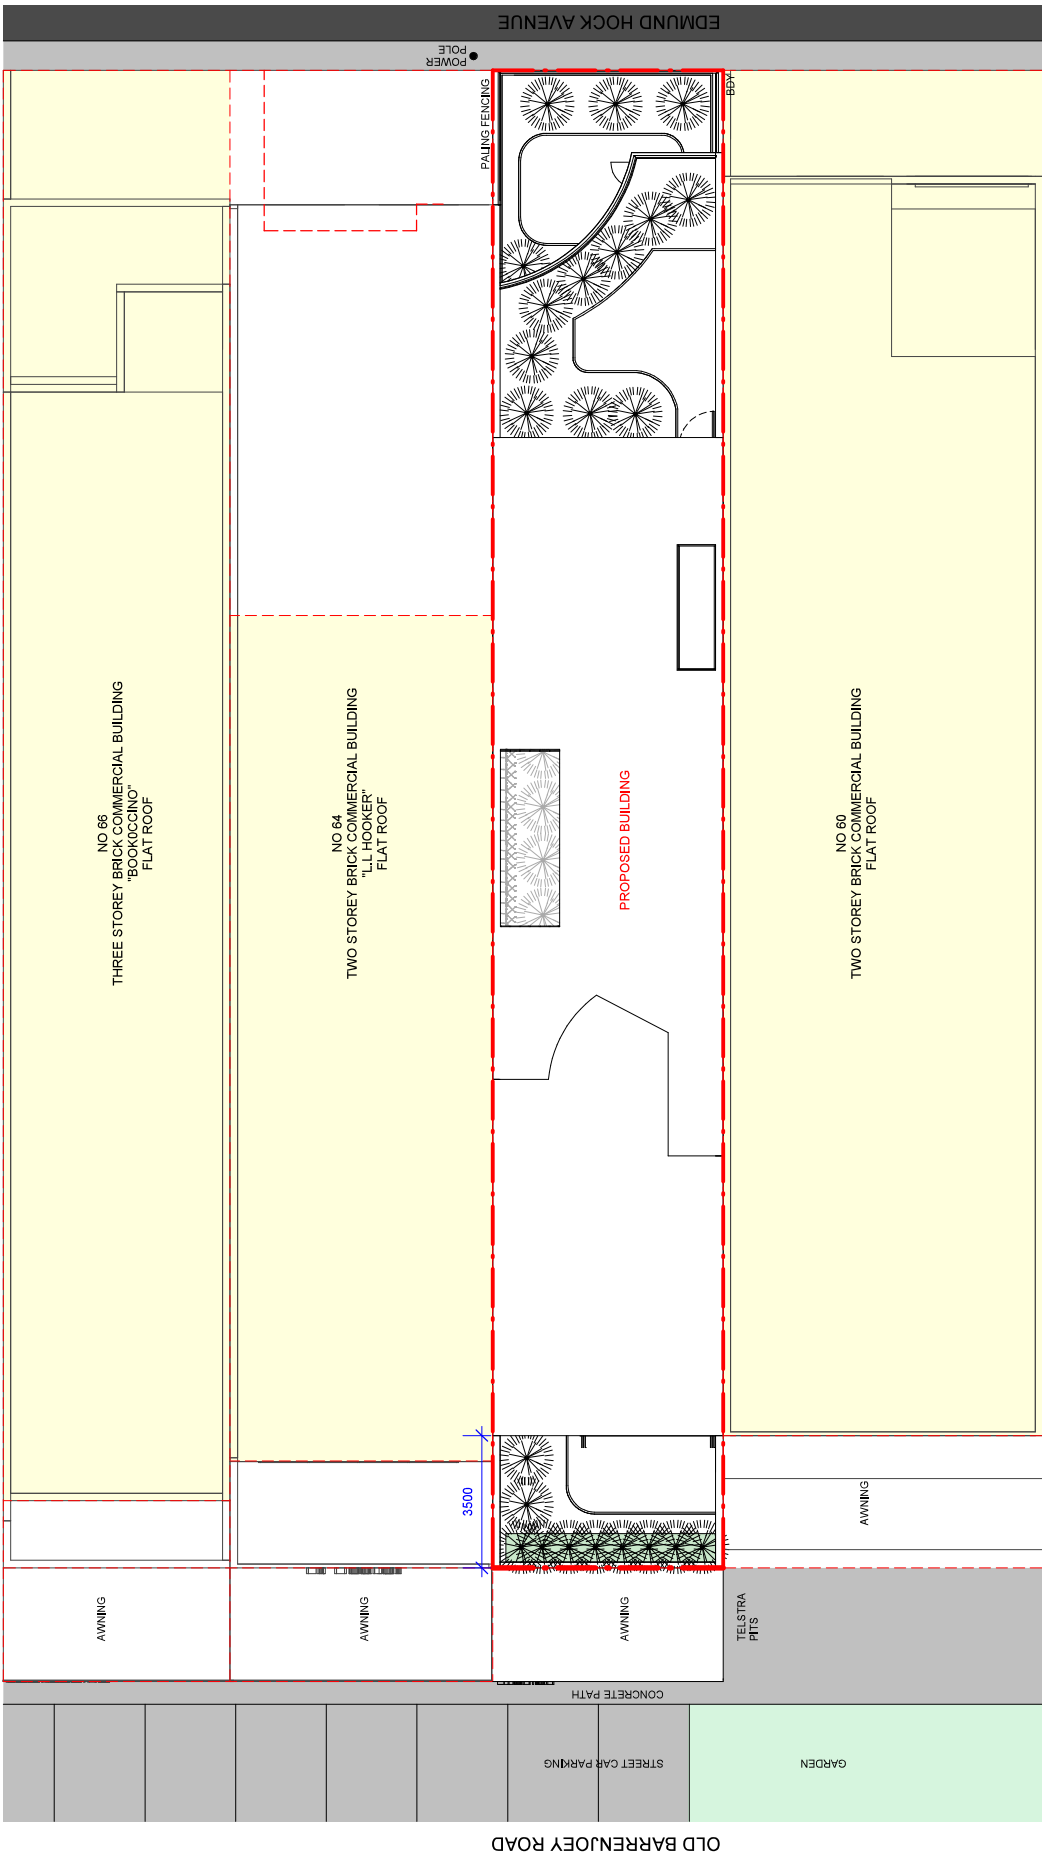 EDMUND HOCK AVENUE
POWER
POLE
PALING FENCING
BDY
NO 66
THREE STOREY BRICK COMMERCIAL BUILDING
"BOOKOCCINO"
FLAT ROOF
NO 64
TWO STOREY BRICK COMMERCIAL BUILDING
"L.L HOOKER"
FLAT ROOF
PROPOSED BUILDING
NO 60
TWO STOREY BRICK COMMERCIAL BUILDING
FLAT ROOF
3500
AWNING
AWNING
AWNING
AWNING
TELSTRA
PITS
CONCRETE PATH
STREET CAR PARKING
GARDEN
OLD BARRENJOEY ROAD